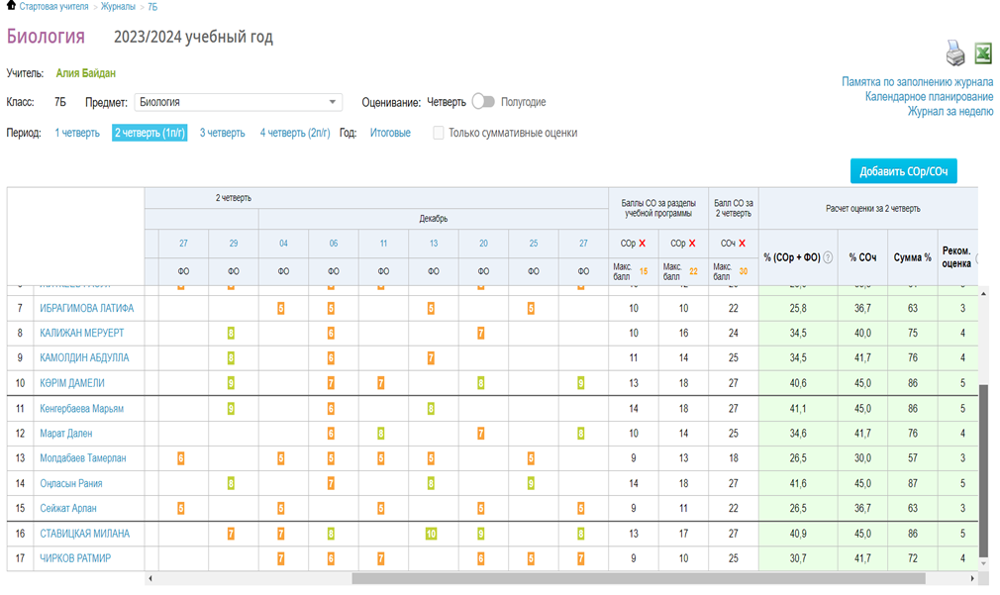 Стартовая учителя > Журналы > 7Б
Биология 2023/2024 учебный год
Учитель: Алия Байдан
Памятка по заполнению журнала
Календарное планирование
Журнал за неделю
Класс: 7Б Предмет: Биология Оценивание: Четверть Полугодие
Период: 1 четверть 2 четверть (1п/г) 3 четверть 4 четверть (2п/г) Год: Итоговые Только суммативные оценки
Добавить СОр/СОч
2 четверть Баллы СО за разделы учебной программы Балл СО за 2 четверть Расчет оценки за 2 четверть
Декабрь
27 29 04 06 11 13 20 25 27 СОр СОр СОч % (СОр + ФО) ? % СОч Сумма % Реком. оценка
ФО ФО ФО ФО ФО ФО ФО ФО ФО Макс. балл 15 Макс. балл 22 Макс. балл 30
7 ИБРАГИМОВА ЛАТИФА 5 5 5 5 10 10 22 25,8 36,7 63 3
8 КАЛИЖАН МЕРУЕРТ 8 6 7 10 16 24 34,5 40,0 75 4
9 КАМОЛДИН АБДУЛЛА 8 6 7 11 14 25 34,5 41,7 76 4
10 КӘРІМ ДАМЕЛИ 9 7 7 8 9 13 18 27 40,6 45,0 86 5
11 Кенгербаева Марьям 9 6 8 14 18 27 41,1 45,0 86 5
12 Марат Дален 6 8 7 8 10 14 25 34,6 41,7 76 4
13 Молдабаев Тамерлан 6 5 5 5 5 5 9 13 18 26,5 30,0 57 3
14 Оңласын Рания 8 7 8 9 14 18 27 41,6 45,0 87 5
15 Сейжат Арлан 5 5 5 5 5 9 11 22 26,5 36,7 63 3
16 СТАВИЦКАЯ МИЛАНА 7 7 8 10 9 8 13 17 27 40,9 45,0 86 5
17 ЧИРКОВ РАТМИР 7 6 7 6 5 7 9 10 25 30,7 41,7 72 4